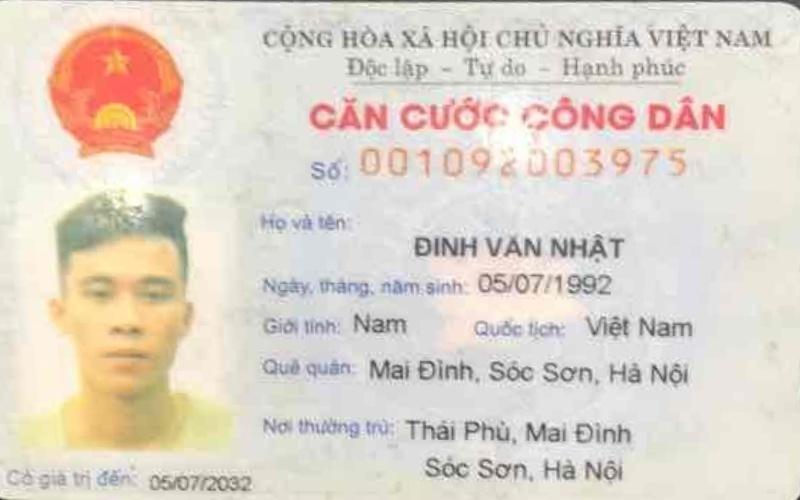 CỘNG HÒA XÃ HỘI CHỦ NGHĨA VIỆT NAM
Độc lập - Tự do - Hạnh phúc
CĂN CƯỚC CÔNG DÂN
Số: 001092003975
Họ và tên:
ĐINH VĂN NHẬT
Ngày, tháng, năm sinh: 05/07/1992
Giới tính: Nam Quốc tịch: Việt Nam
Quê quán: Mai Đình, Sóc Sơn, Hà Nội
Nơi thường trú: Thái Phù, Mai Đình
Sóc Sơn, Hà Nội
Có giá trị đến: 05/07/2032